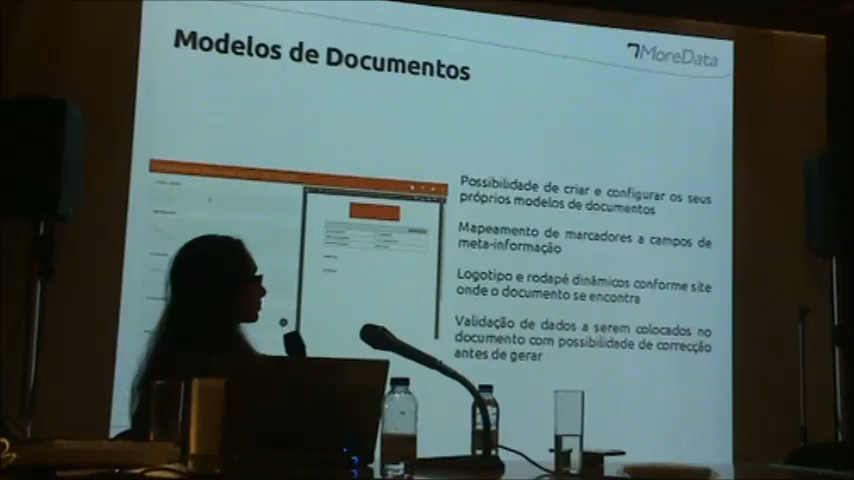 Modelos de Documentos
MoreData
Possibilidade de criar e configurar os seus
próprios modelos de documentos
Mapeamento de marcadores a campos de
meta-informação
Logotipo e rodapé dinâmicos conforme site
onde o documento se encontra
Validação de dados a serem colocados no
documento com possibilidade de correcção
antes de gerar